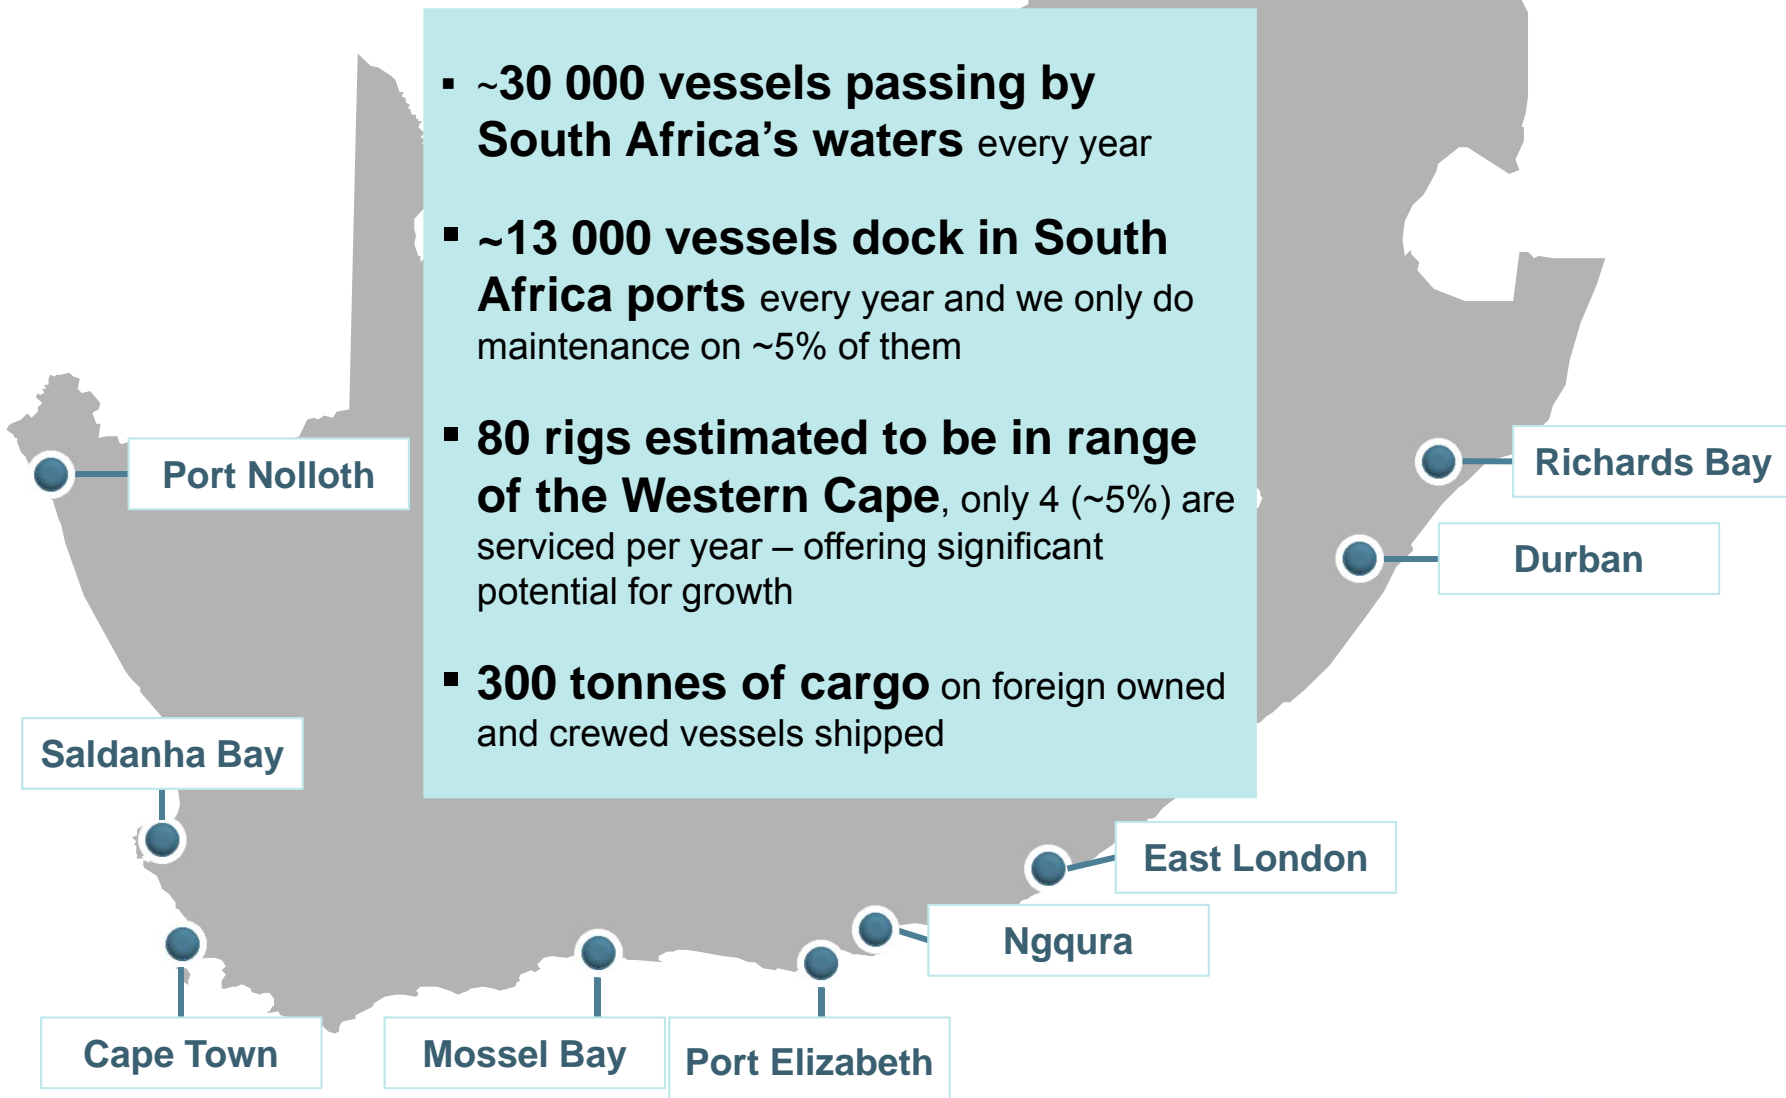 ▪ ~30 000 vessels passing by
South Africa’s waters every year
▪ ~13 000 vessels dock in South
Africa ports every year and we only do
maintenance on ~5% of them
▪ 80 rigs estimated to be in range
of the Western Cape, only 4 (~5%) are
serviced per year – offering significant
potential for growth
▪ 300 tonnes of cargo on foreign owned
and crewed vessels shipped
Port Nolloth
Richards Bay
Durban
Saldanha Bay
East London
Ngqura
Cape Town
Mossel Bay
Port Elizabeth